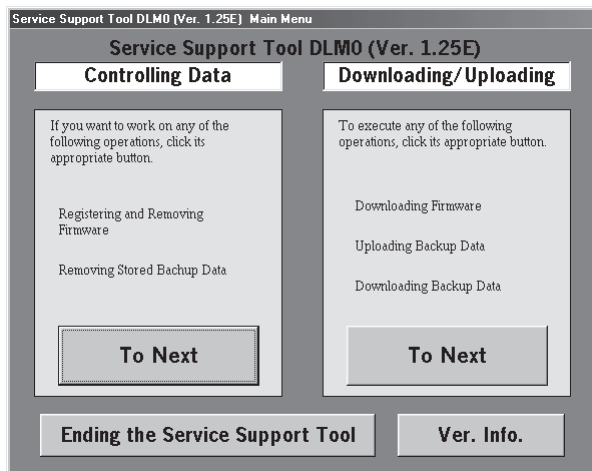 Service Support Tool DLM0 (Ver. 1.25E) Main Menu
Service Support Tool DLM0 (Ver. 1.25E)
Controlling Data
If you want to work on any of the
following operations, click its
appropriate button.
Registering and Removing
Firmware
Removing Stored Bachup Data
To Next
Downloading/Uploading
To execute any of the following
operations, click its appropriate button.
Downloading Firmware
Uploading Backup Data
Downloading Backup Data
To Next
Ending the Service Support Tool
Ver. Info.